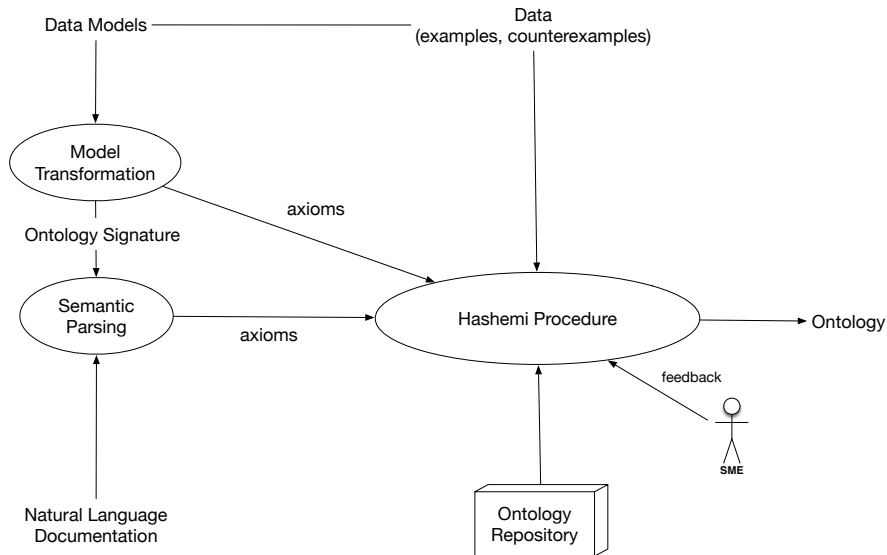 Data Models
Data
(examples, counterexamples)
Model
Transformation
axioms
Ontology Signature
Semantic
Parsing
axioms
Hashemi Procedure
Ontology
feedback
SME
Natural Language
Documentation
Ontology
Repository